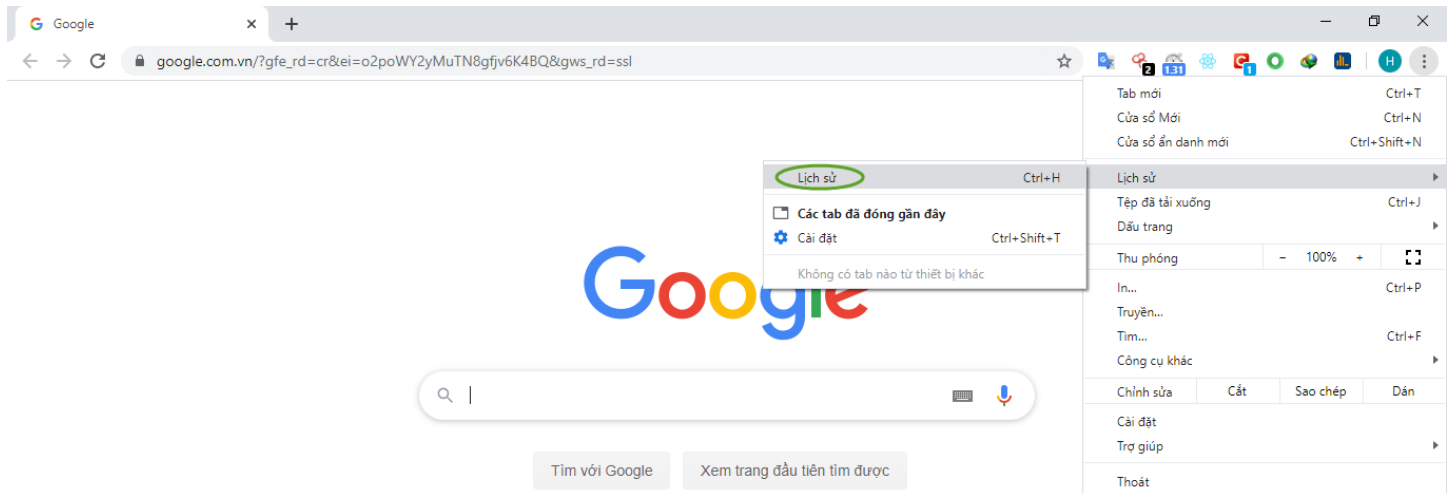 Google
google.com.vn/?gfe_rd=cr&ei=o2poWY2yMuTN8gfjv6K4BQ&gws_rd=ssl
2
1.31
1
H
Tab mới Ctrl+T
Cửa sổ Mới Ctrl+N
Cửa sổ ẩn danh mới Ctrl+Shift+N
Lịch sử
Tệp đã tải xuống Ctrl+J
Dấu trang
Thu phóng - 100% +
In... Ctrl+P
Truyền...
Tìm... Ctrl+F
Công cụ khác
Chỉnh sửa Cắt Sao chép Dán
Cài đặt
Trợ giúp
Thoát
Lịch sử Ctrl+H
Các tab đã đóng gần đây
Cài đặt Ctrl+Shift+T
Không có tab nào từ thiết bị khác
Google
Tìm với Google
Xem trang đầu tiên tìm được